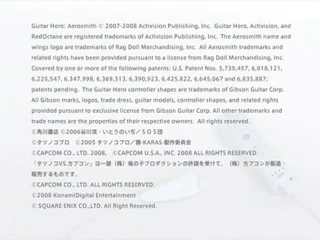 Guitar Hero: Aerosmith © 2007-2008 Activision Publishing, Inc. Guitar Hero, Activision, and
RedOctane are registered trademarks of Activision Publishing, Inc. The Aerosmith name and
wings logo are trademarks of Rag Doll Merchandising, Inc. All Aerosmith trademarks and
related rights have been provided pursuant to a license from Rag Doll Merchandising, Inc.
Covered by one or more of the following patents: U.S. Patent Nos. 5,739,457, 6,018,121,
6,225,547, 6,347,998, 6,369,313, 6,390,923, 6,425,822, 6,645,067 and 6,835,887;
patents pending. The Guitar Hero controller shapes are trademarks of Gibson Guitar Corp.
All Gibson marks, logos, trade dress, guitar models, controller shapes, and related rights
provided pursuant to exclusive license from Gibson Guitar Corp. All other trademarks and
trade names are the properties of their respective owners. All rights reserved.
©角川書店 ©2006谷川流・いとうのいぢ/ＳＯＳ団
©タツノコプロ ©2005 タツノコプロ/鴉-KARAS-製作委員会
©CAPCOM CO., LTD. 2008, ©CAPCOM U.S.A., INC. 2008 ALL RIGHTS RESERVED.
「タツノコVS.カプコン」は一部（株）竜の子プロダクションの許諾を受けて、（株）カプコンが製造・
販売するものです。
©CAPCOM CO., LTD. ALL RIGHTS RESERVED.
©2008 KonamiDigital Entertainment
© SQUARE ENIX CO.,LTD. All Right Reserved.